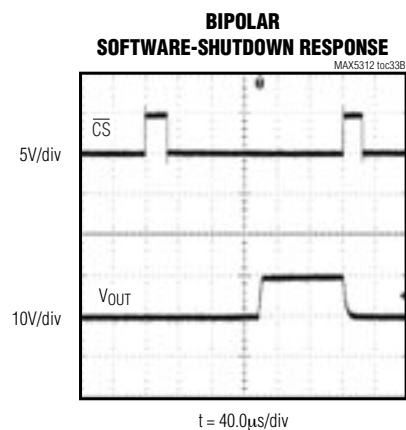 BIPOLAR
SOFTWARE-SHUTDOWN RESPONSE
MAX5312 toc33B
CS
5V/div
VOUT
10V/div
t = 40.0μs/div